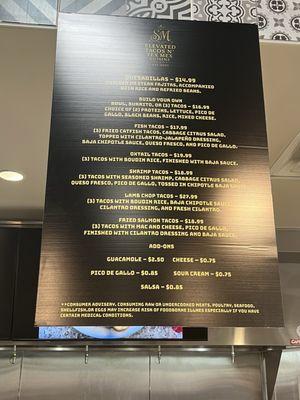 SM
ELEVATED
TACOS N'
TEX MEX
QUESADILLAS – $14.99
CHICKEN OR STEAK FAJITAS, ACCOMPANIED
WITH RICE AND REFRIED BEANS.
BUILD YOUR OWN
BOWL, BURRITO, OR (3) TACOS – $16.99
CHOICE OF (2) PROTEINS, LETTUCE, PICO DE
GALLO, BLACK BEANS, RICE, MIXED CHEESE.
FISH TACOS – $17.99
(3) FRIED CATFISH TACOS, CABBAGE CITRUS SALAD,
TOPPED WITH CILANTRO-JALAPEÑO DRESSING,
BAJA CHIPOTLE SAUCE, QUESO FRESCO, AND PICO DE GALLO.
OXTAIL TACOS – $19.99
(3) TACOS WITH BOUDIN RICE, FINISHED WITH BAJA SAUCE.
SHRIMP TACOS – $18.99
(3) TACOS WITH SEASONED SHRIMP, CABBAGE CITRUS SALAD,
QUESO FRESCO, PICO DE GALLO, TOSSED IN CHIPOTLE BAJA SAUCE
LAMB CHOP TACOS – $27.99
(3) TACOS WITH BOUDIN RICE, BAJA CHIPOTLE SAUCE,
CILANTRO DRESSING, AND FRESH CILANTRO.
FRIED SALMON TACOS – $18.99
(3) TACOS WITH MAC AND CHEESE, PICO DE GALLO,
FINISHED WITH CILANTRO DRESSING AND BAJA SAUCE.
ADD-ONS
GUACAMOLE – $2.50 CHEESE – $0.75
PICO DE GALLO – $0.85 SOUR CREAM – $0.75
SALSA – $0.85
**CONSUMER ADVISERY. CONSUMING RAW OR UNDERCOOKED MEATS, POULTRY, SEAFOOD,
SHELLFISH,OR EGGS MAY INCREASE RISK OF FOODBORNE ILLNES ESPECIALLY IF YOU HAVE
CERTAIN MEDICAL CONDITIONS.